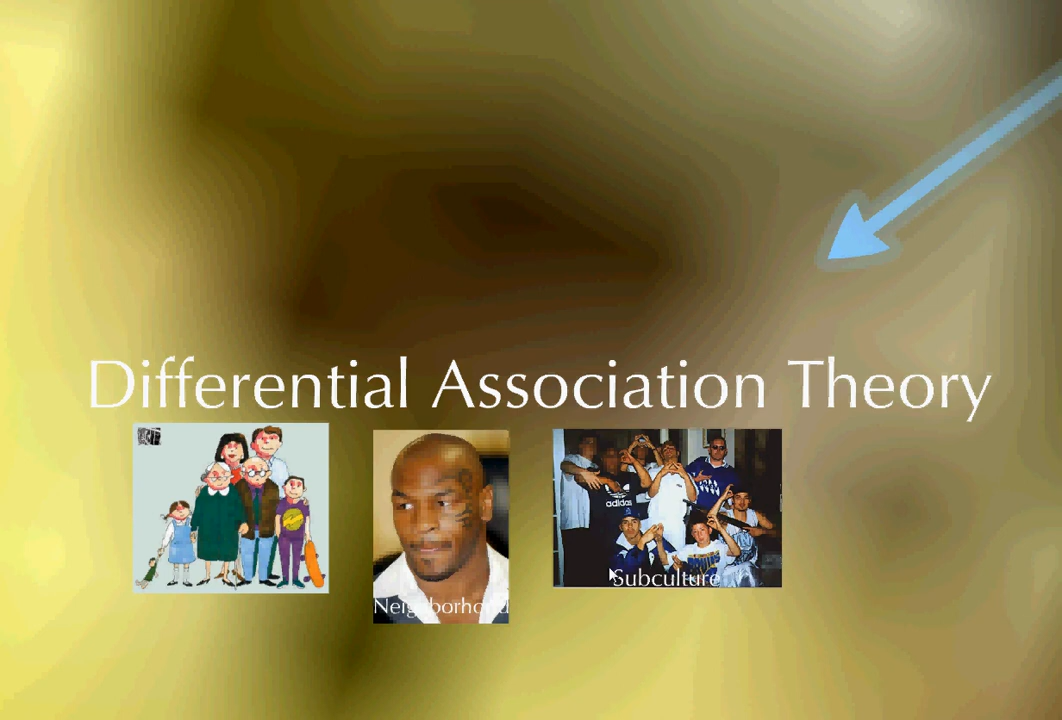 Differential Association Theory
adidas
Neighborhood
Subculture